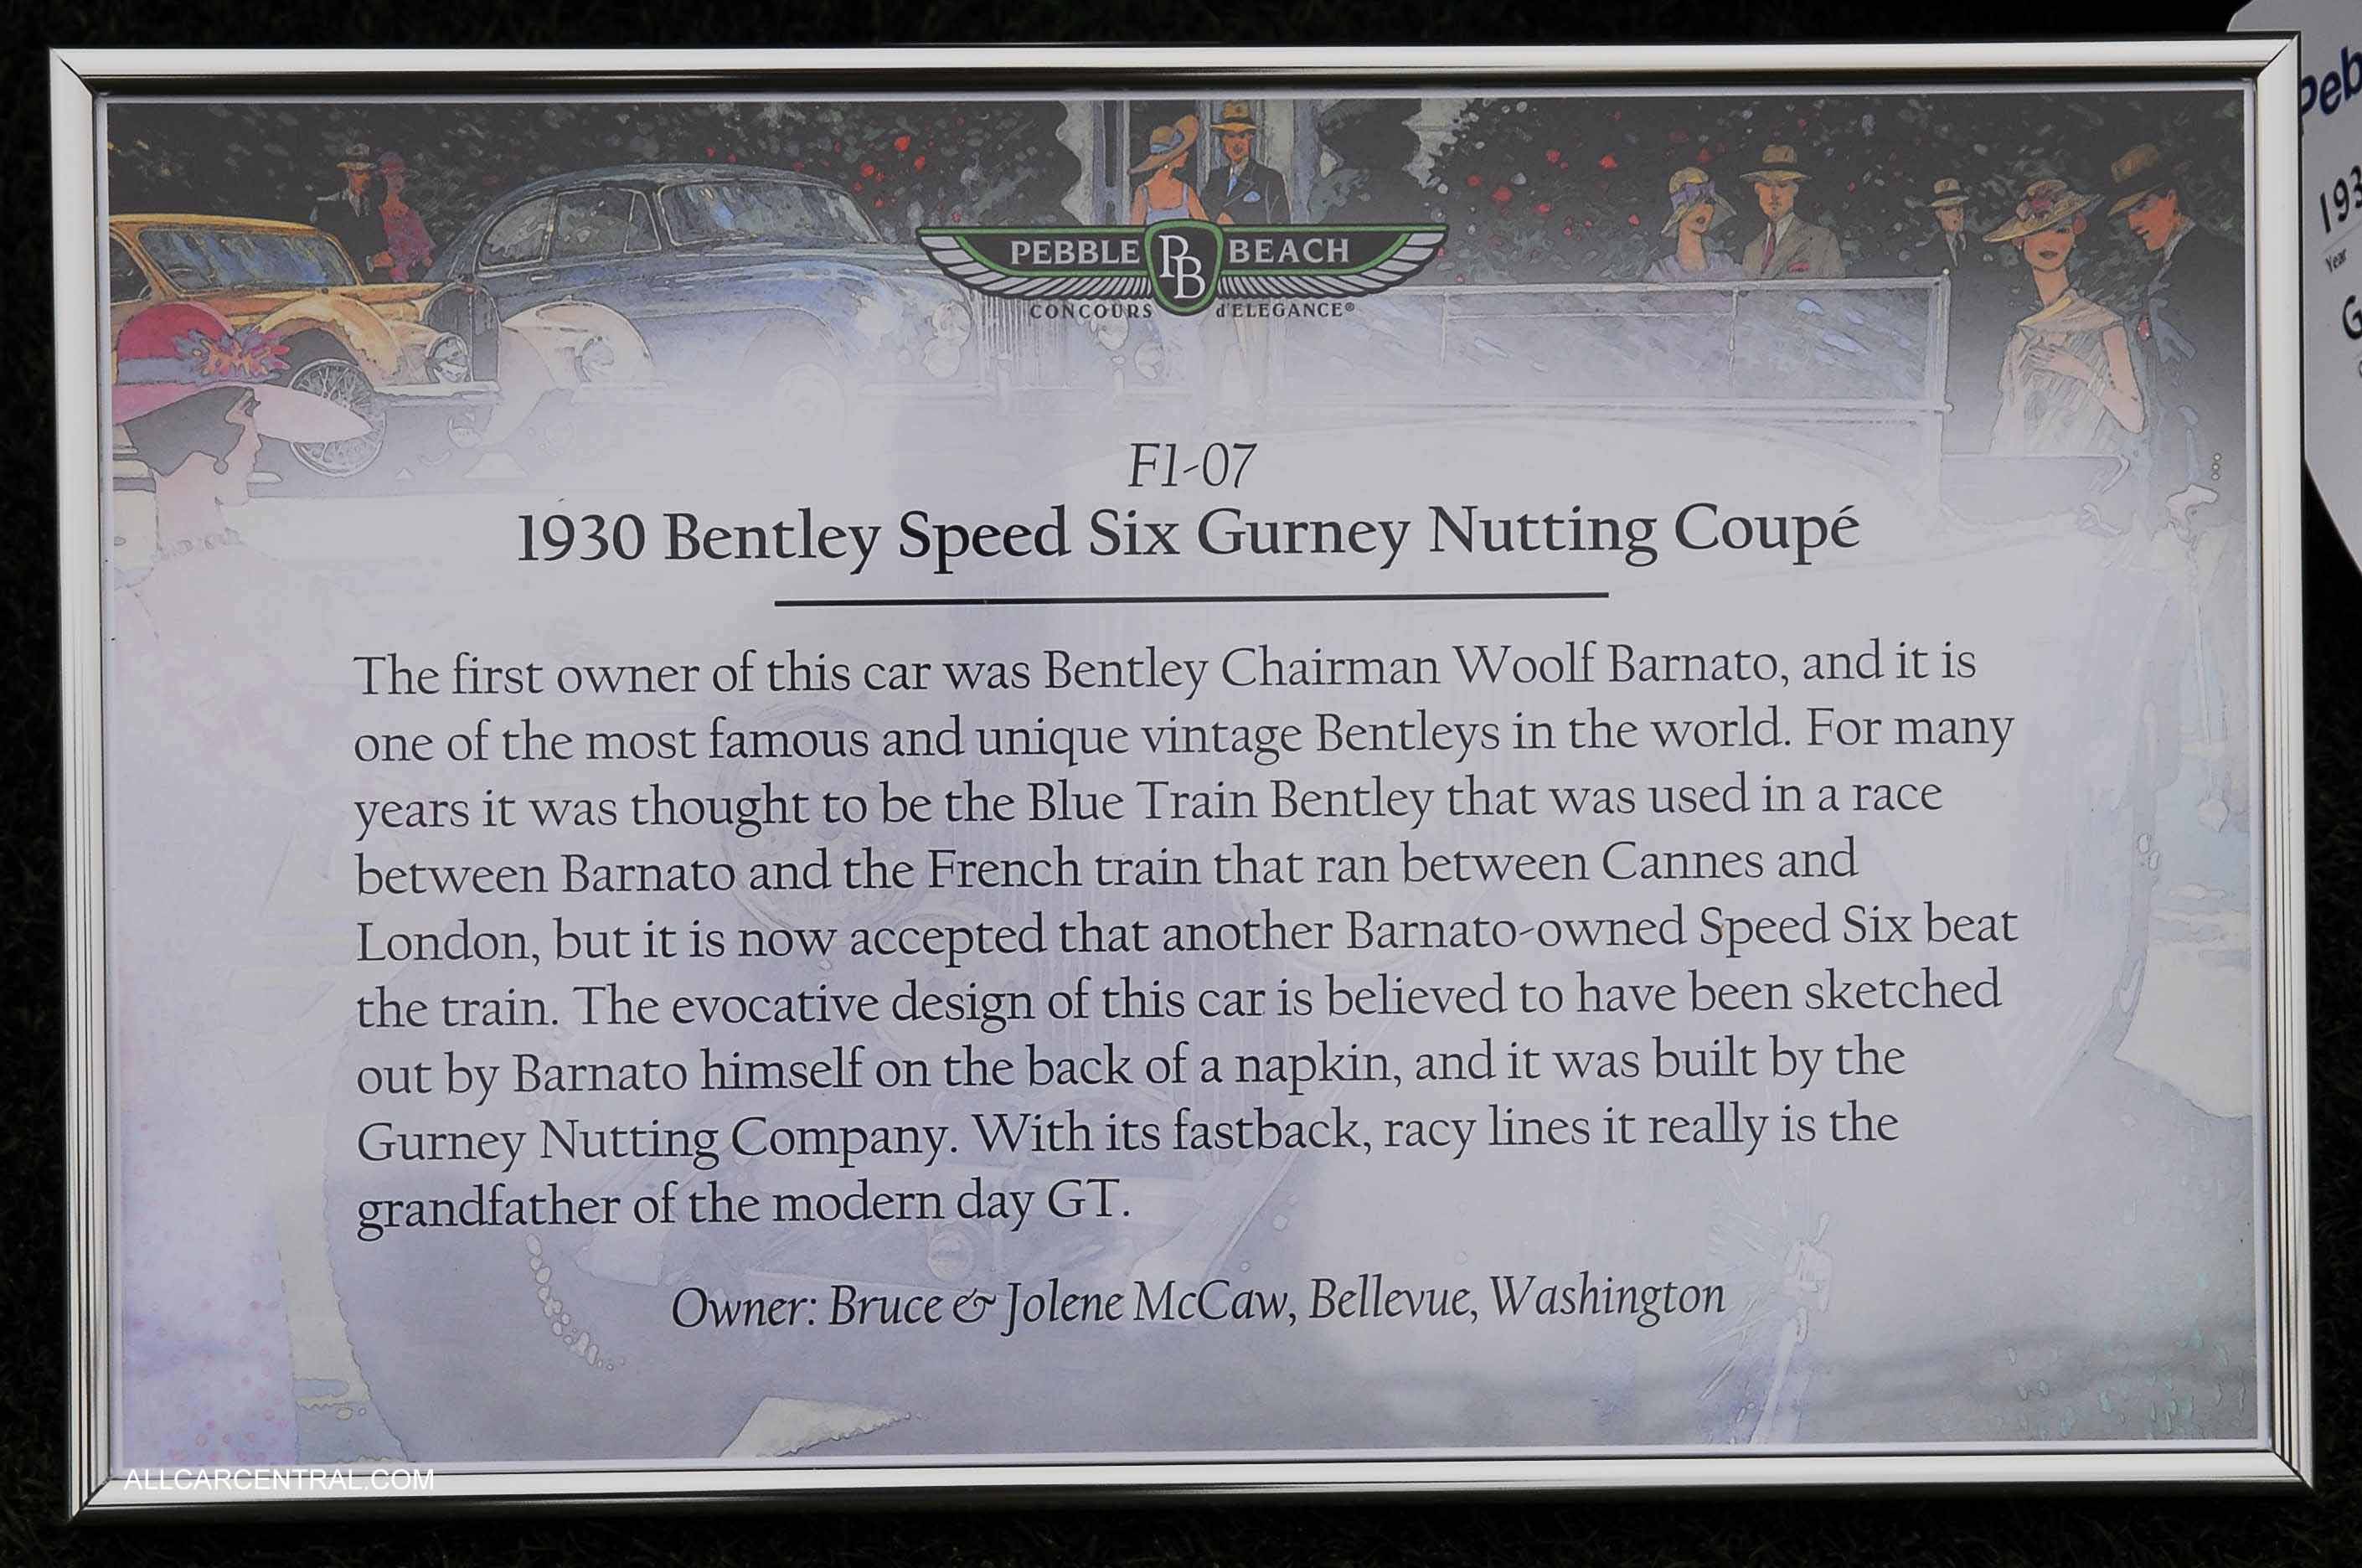 PEBBLE PB BEACH
CONCOURS d'ELEGANCE®
F1-07
1930 Bentley Speed Six Gurney Nutting Coupé
The first owner of this car was Bentley Chairman Woolf Barnato, and it is
one of the most famous and unique vintage Bentleys in the world. For many
years it was thought to be the Blue Train Bentley that was used in a race
between Barnato and the French train that ran between Cannes and
London, but it is now accepted that another Barnato-owned Speed Six beat
the train. The evocative design of this car is believed to have been sketched
out by Barnato himself on the back of a napkin, and it was built by the
Gurney Nutting Company. With its fastback, racy lines it really is the
grandfather of the modern day GT.
Owner: Bruce & Jolene McCaw, Bellevue, Washington
ALLCARCENTRAL.COM
Peb
193
Year
G